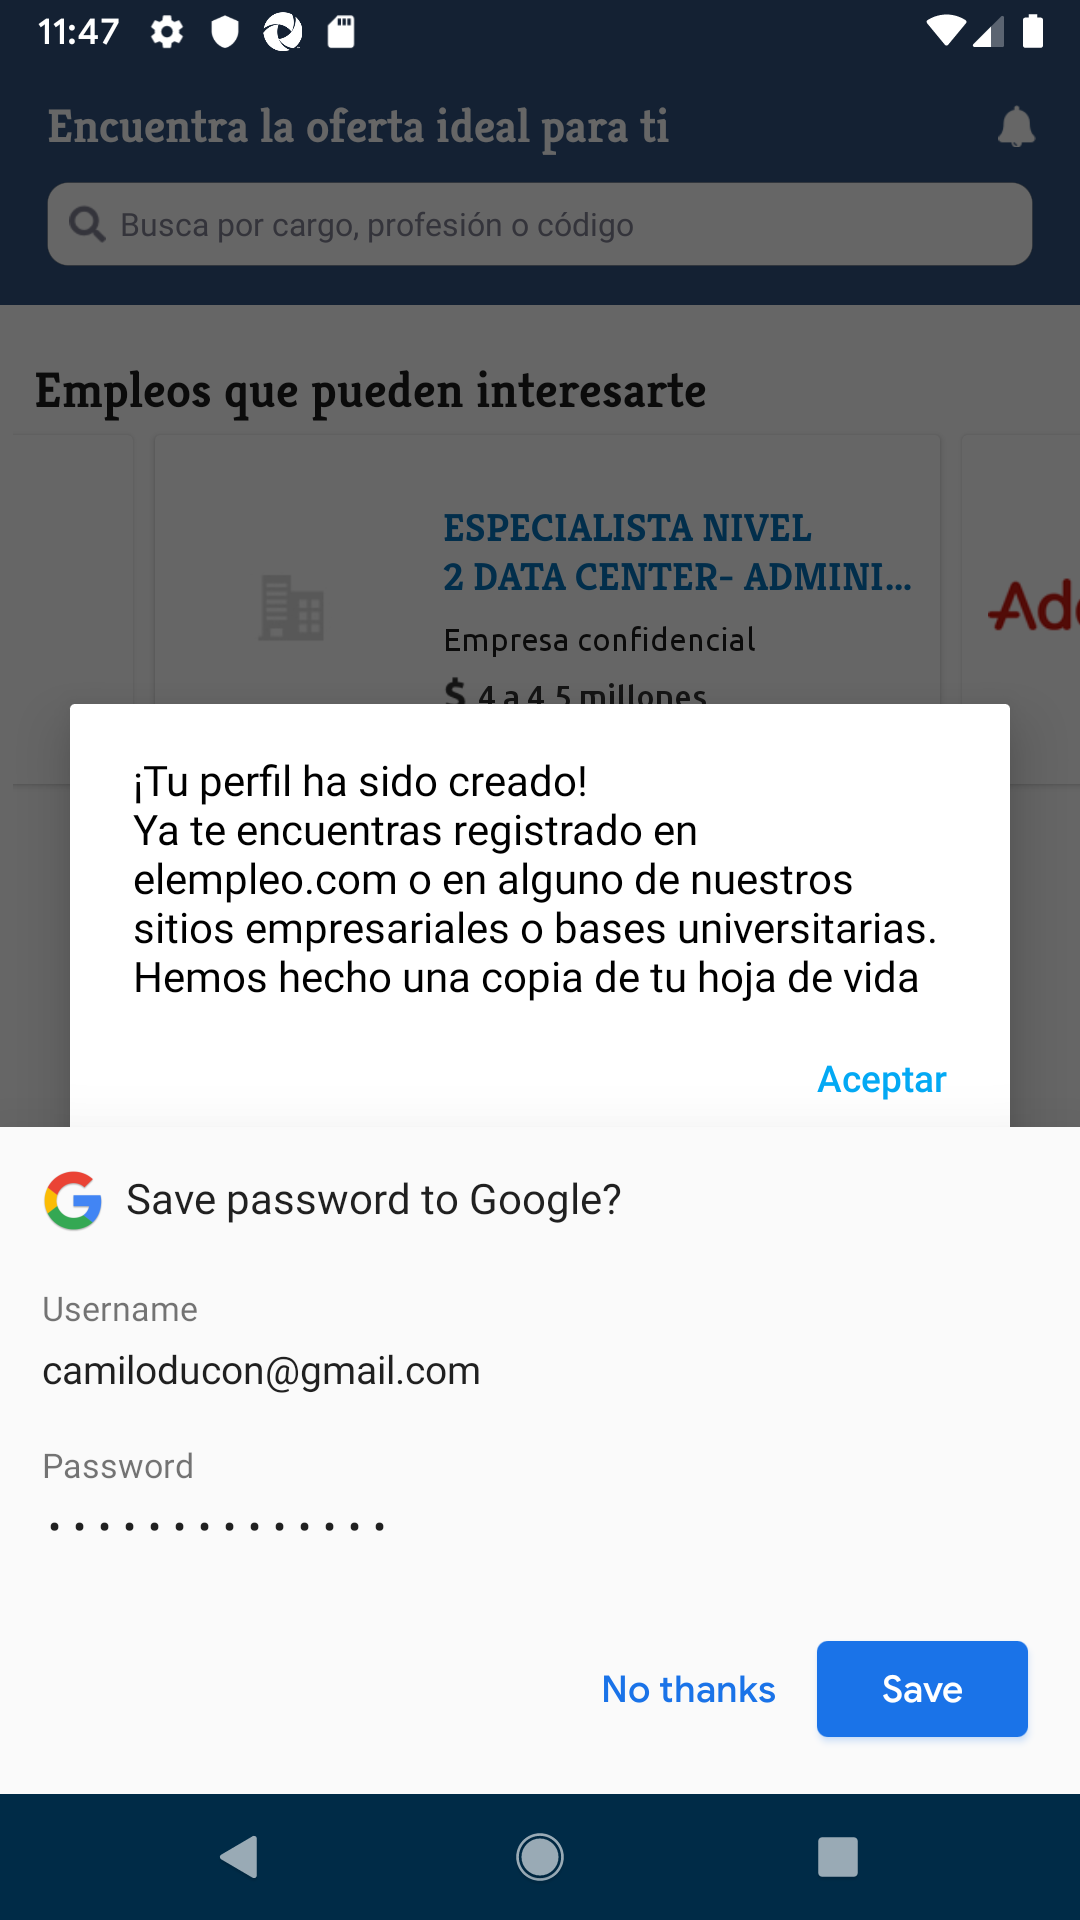 11:47
Encuentra la oferta ideal para ti
Busca por cargo, profesión o código
Empleos que pueden interesarte
ESPECIALISTA NIVEL
2 DATA CENTER- ADMINI...
Empresa confidencial
$ 4 a 4,5 millones
¡Tu perfil ha sido creado!
Ya te encuentras registrado en
elempleo.com o en alguno de nuestros
sitios empresariales o bases universitarias.
Hemos hecho una copia de tu hoja de vida
Aceptar
G Save password to Google?
Username
camiloducon@gmail.com
Password
••••••••••••••
No thanks
Save